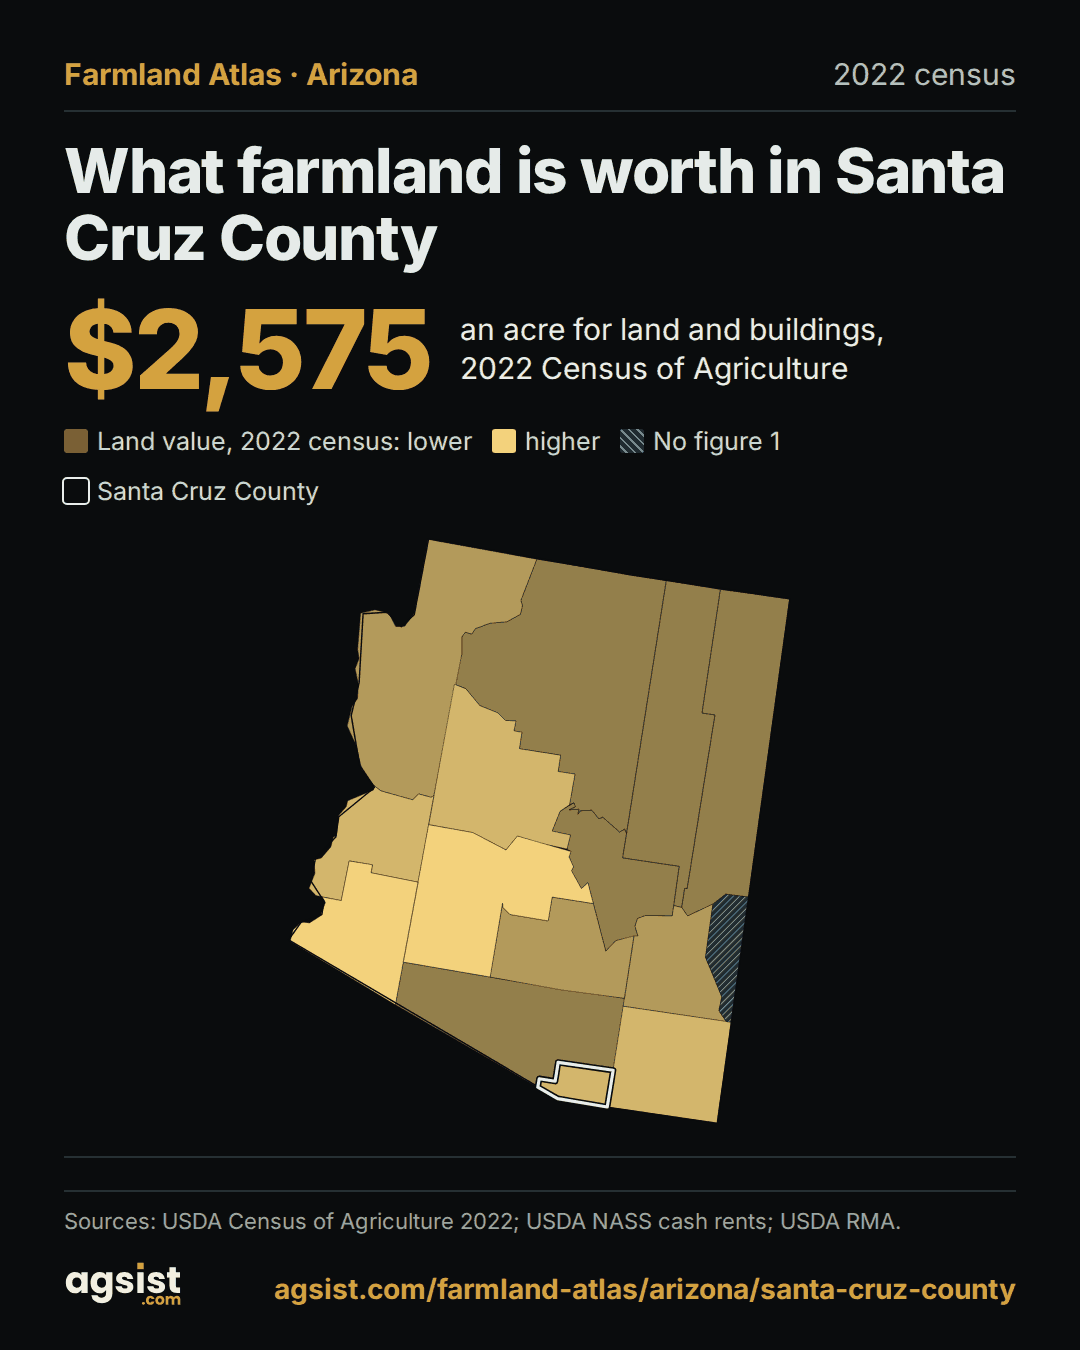 Farmland Atlas · Arizona
2022 census
What farmland is worth in Santa
Cruz County
$2,575
an acre for land and buildings,
2022 Census of Agriculture
Land value, 2022 census: lower
higher
No figure 1
Santa Cruz County
Sources: USDA Census of Agriculture 2022; USDA NASS cash rents; USDA RMA.
agsist
.com
agsist.com/farmland-atlas/arizona/santa-cruz-county